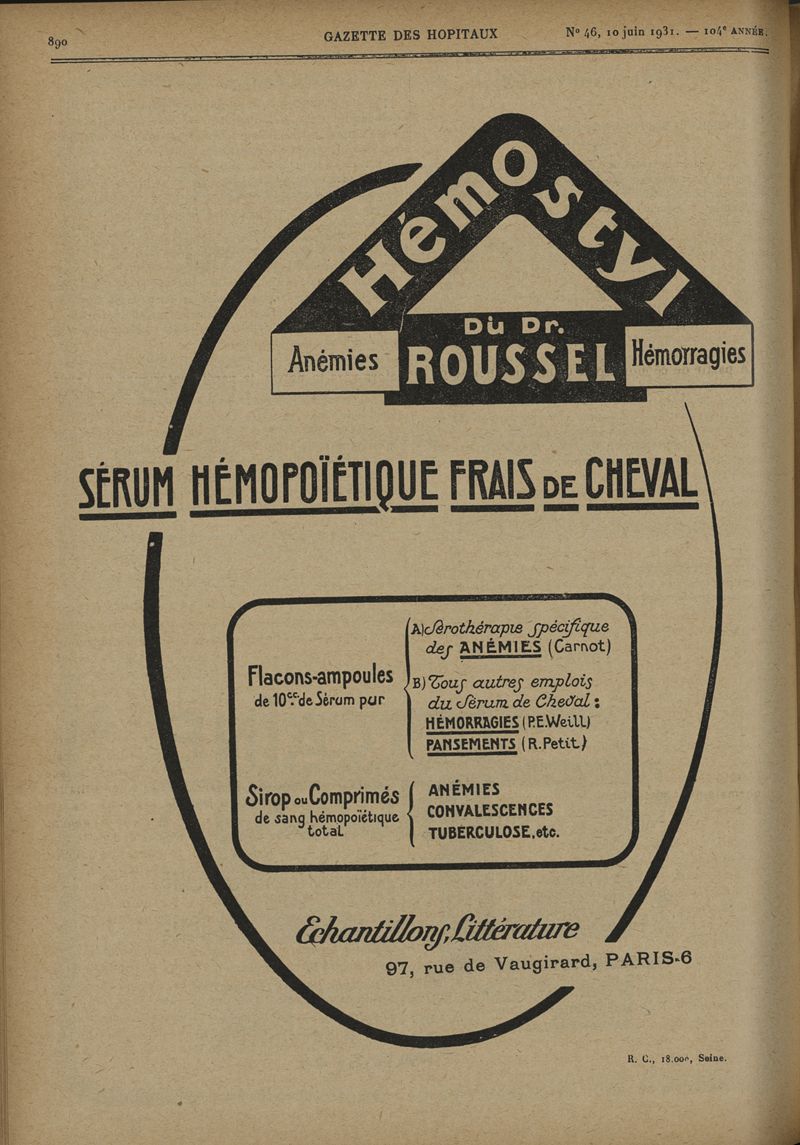 890
GAZETTE DES HOPITAUX
N° 46, 10 juin 1931. — 104e ANNÉE.
Hémostyl
Du Dr.
ROUSSEL
Anémies
Hémorragies
SÉRUM HÉMOPOÏÉTIQUE FRAIS DE CHEVAL
Flacons-ampoules
de 10cc. de Sérum pur
A) Sérothérapie spécifique
des ANÉMIES (Carnot)
B) Tous autres emplois
du Sérum de Cheval :
HÉMORRAGIES (P.E.Weill)
PANSEMENTS (R.Petit)
Sirop ou Comprimés
de sang hémopoïétique
total
ANÉMIES
CONVALESCENCES
TUBERCULOSE, etc.
Echantillons, Littérature
97, rue de Vaugirard, PARIS-6
R. C., 18.000, Seine.